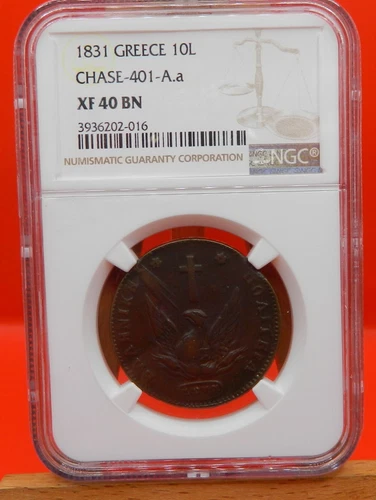 1831 GREECE 10L
CHASE-401-A.a
XF 40 BN
3936202-016
NUMISMATIC GUARANTY CORPORATION
NGC®